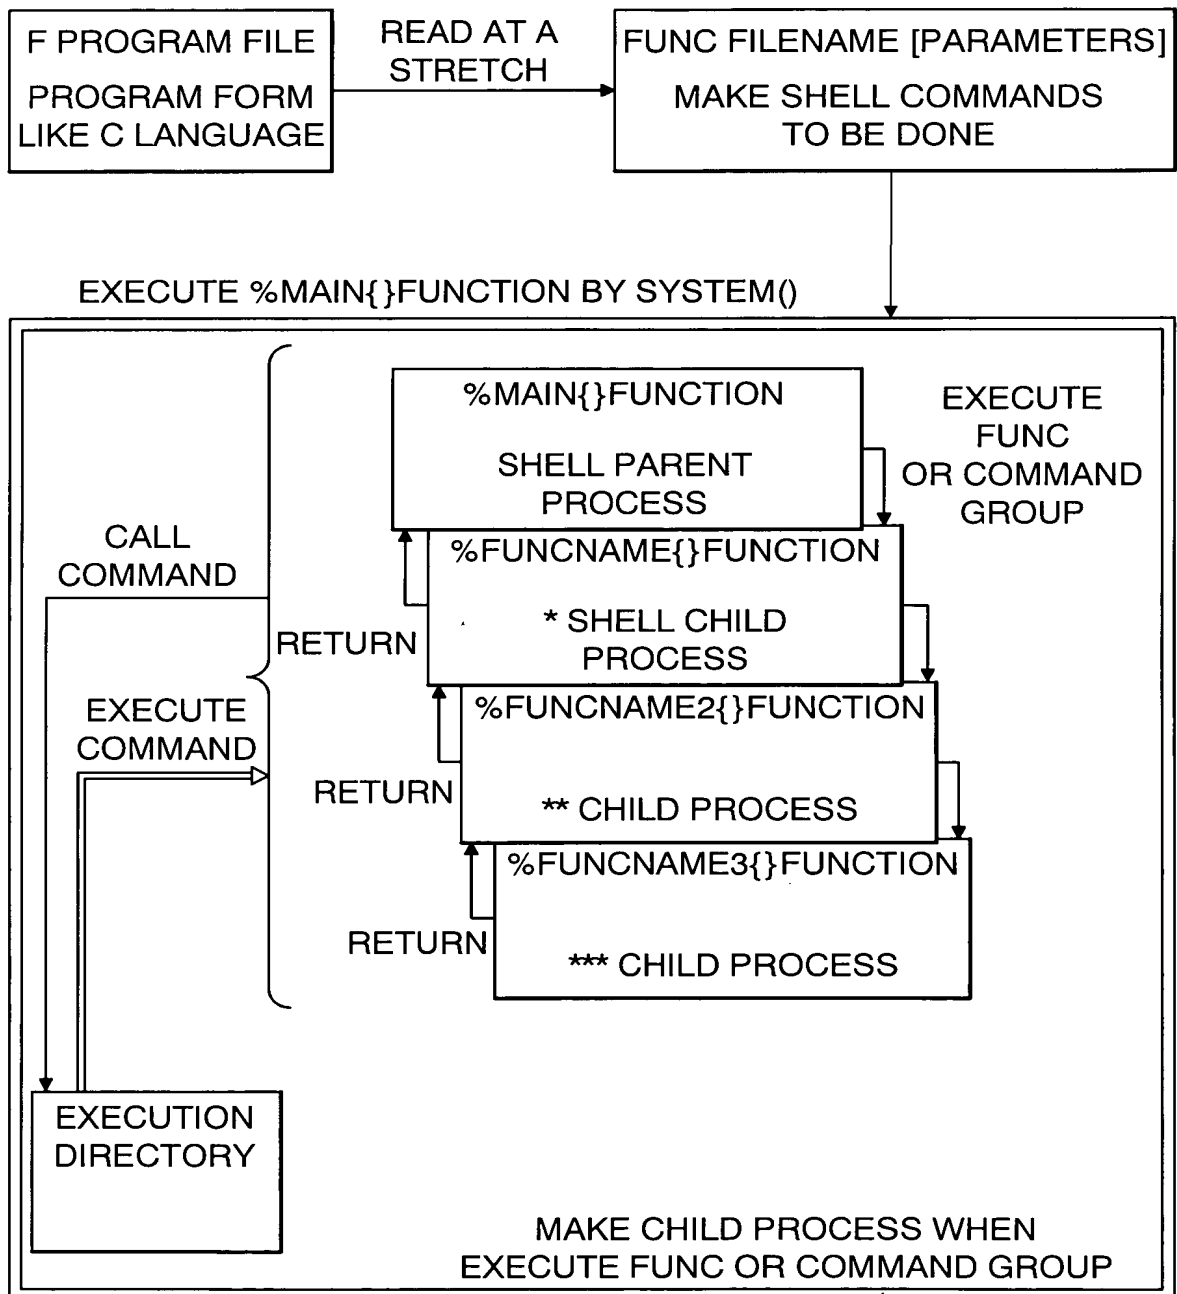 F PROGRAM FILE
PROGRAM FORM
LIKE C LANGUAGE
READ AT A
STRETCH
FUNC FILENAME [PARAMETERS]
MAKE SHELL COMMANDS
TO BE DONE
EXECUTE %MAIN{}FUNCTION BY SYSTEM()
%MAIN{}FUNCTION
SHELL PARENT
PROCESS
EXECUTE
FUNC
OR COMMAND
GROUP
CALL
COMMAND
%FUNCNAME{}FUNCTION
* SHELL CHILD
PROCESS
RETURN
EXECUTE
COMMAND
%FUNCNAME2{}FUNCTION
** CHILD PROCESS
RETURN
%FUNCNAME3{}FUNCTION
*** CHILD PROCESS
RETURN
EXECUTION
DIRECTORY
MAKE CHILD PROCESS WHEN
EXECUTE FUNC OR COMMAND GROUP